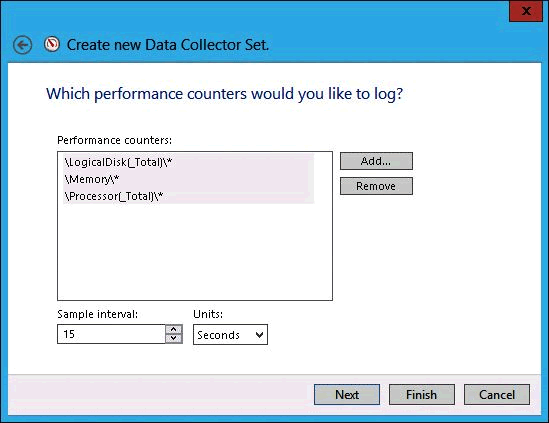 X
Create new Data Collector Set.
Which performance counters would you like to log?
Performance counters:
\LogicalDisk(_Total)\*
\Memory\*
\Processor(_Total)\*
Add...
Remove
Sample interval:
Units:
15
Seconds
Next
Finish
Cancel